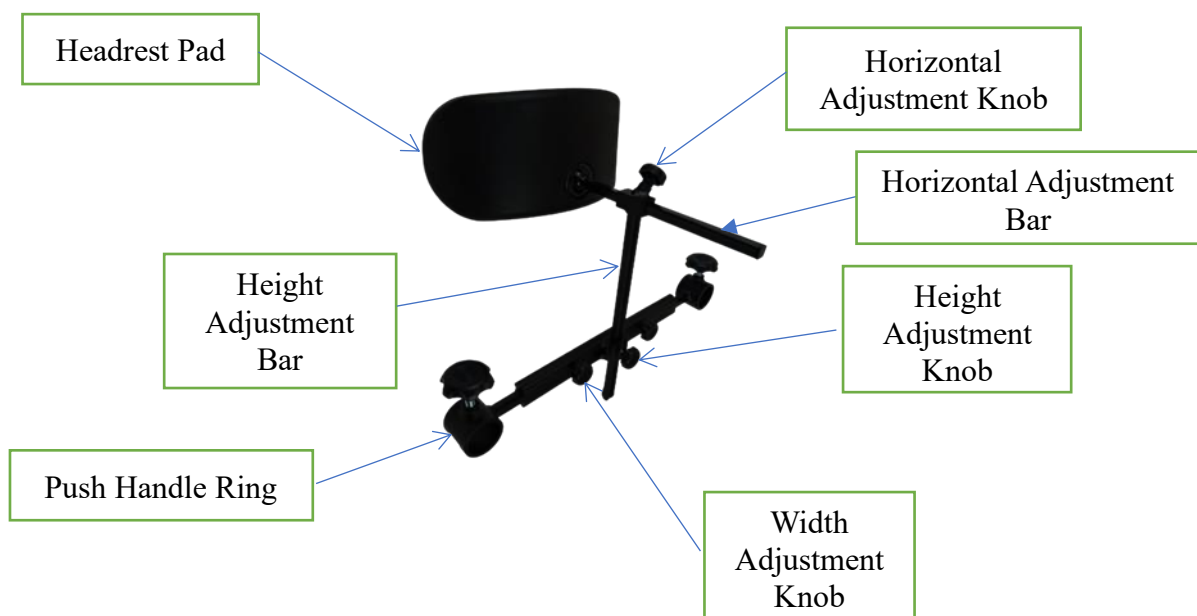 Headrest Pad
Horizontal
Adjustment Knob
Horizontal Adjustment
Bar
Height
Adjustment
Bar
Height
Adjustment
Knob
Push Handle Ring
Width
Adjustment
Knob